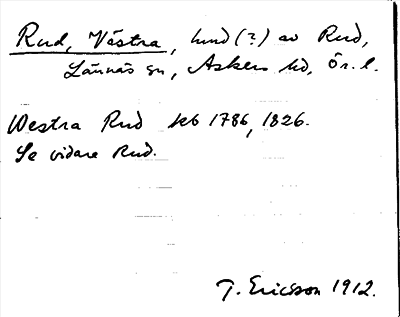 Rud, Västra, hmd (?) av Rud,
Lännäs sn, Askers hd, Ör. l.
Westra Rud kb 1786, 1826.
Se vidare Rud.
T. Ericsson 1912.